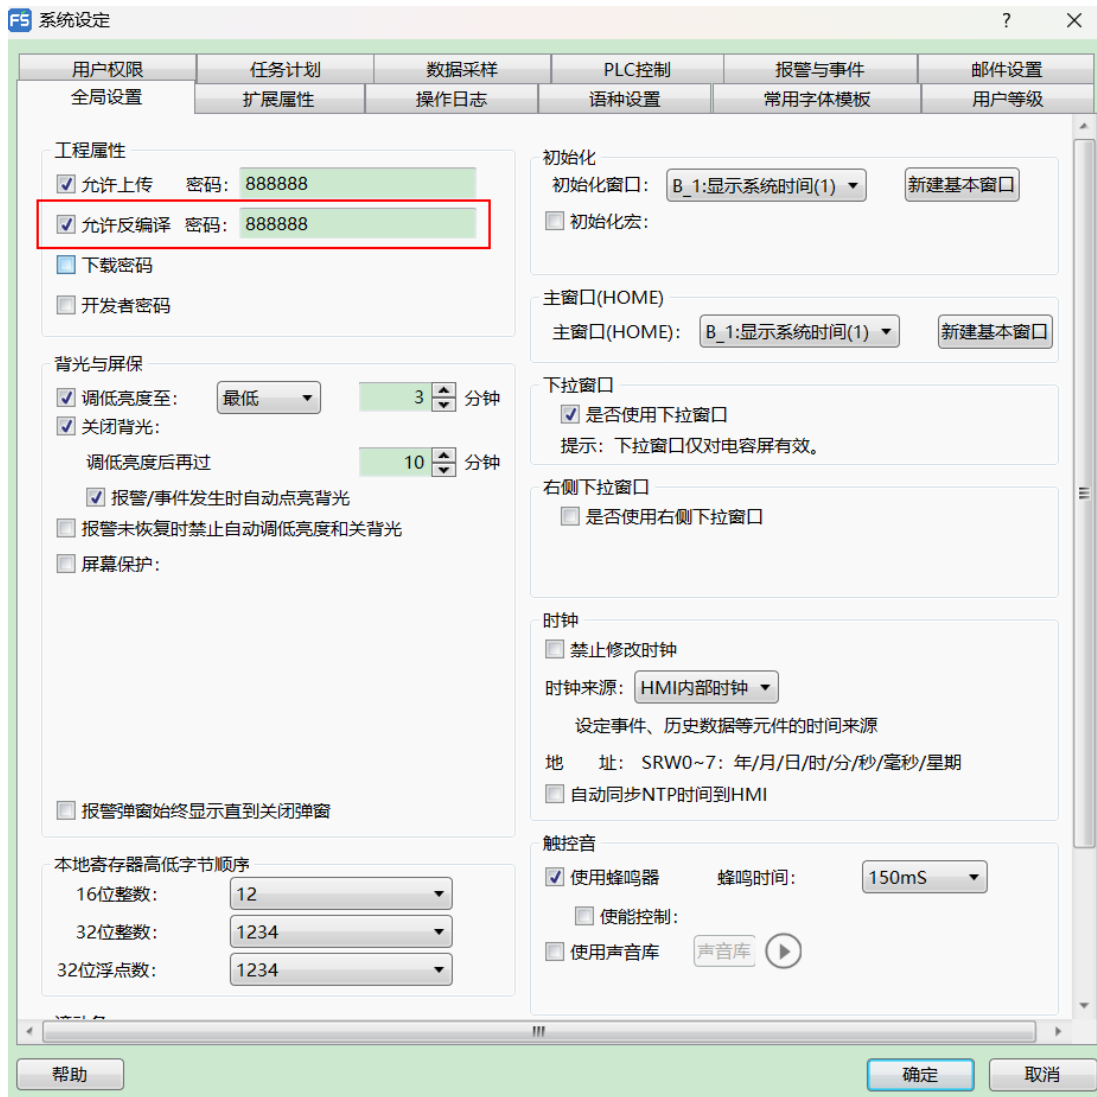 FS 系统设定
用户权限 任务计划 数据采样 PLC控制 报警与事件 邮件设置
全局设置 扩展属性 操作日志 语种设置 常用字体模板 用户等级
工程属性
允许上传 密码: 888888
允许反编译 密码: 888888
下载密码
开发者密码
背光与屏保
调低亮度至: 最低 3 分钟
关闭背光:
调低亮度后再过 10 分钟
报警/事件发生时自动点亮背光
报警未恢复时禁止自动调低亮度和关背光
屏幕保护:
报警弹窗始终显示直到关闭弹窗
本地寄存器高低字节顺序
16位整数: 12
32位整数: 1234
32位浮点数: 1234
初始化
初始化窗口: B_1:显示系统时间(1) 新建基本窗口
初始化宏:
主窗口(HOME)
主窗口(HOME): B_1:显示系统时间(1) 新建基本窗口
下拉窗口
是否使用下拉窗口
提示: 下拉窗口仅对电容屏有效。
右侧下拉窗口
是否使用右侧下拉窗口
时钟
禁止修改时钟
时钟来源: HMI内部时钟
设定事件、历史数据等元件的时间来源
地 址: SRW0~7: 年/月/日/时/分/秒/毫秒/星期
自动同步NTP时间到HMI
触控音
使用蜂鸣器 蜂鸣时间: 150mS
使能控制:
使用声音库 声音库
帮助 确定 取消